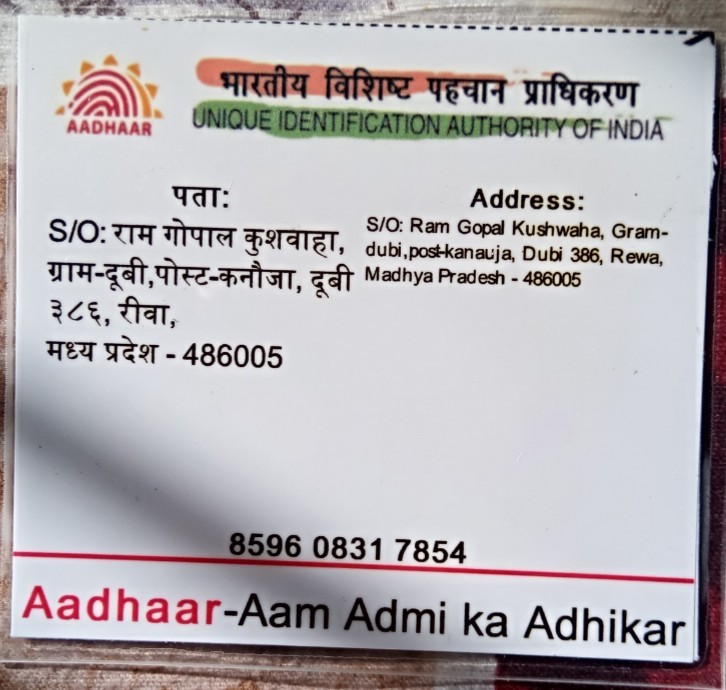 AADHAAR
भारतीय विशिष्ट पहचान प्राधिकरण
UNIQUE IDENTIFICATION AUTHORITY OF INDIA
पता:
S/O: राम गोपाल कुशवाहा,
ग्राम-दूबी,पोस्ट-कनौजा, दूबी
३८६, रीवा,
मध्य प्रदेश - 486005
Address:
S/O: Ram Gopal Kushwaha, Gram-
dubi,post-kanauja, Dubi 386, Rewa,
Madhya Pradesh - 486005
8596 0831 7854
Aadhaar-Aam Admi ka Adhikar